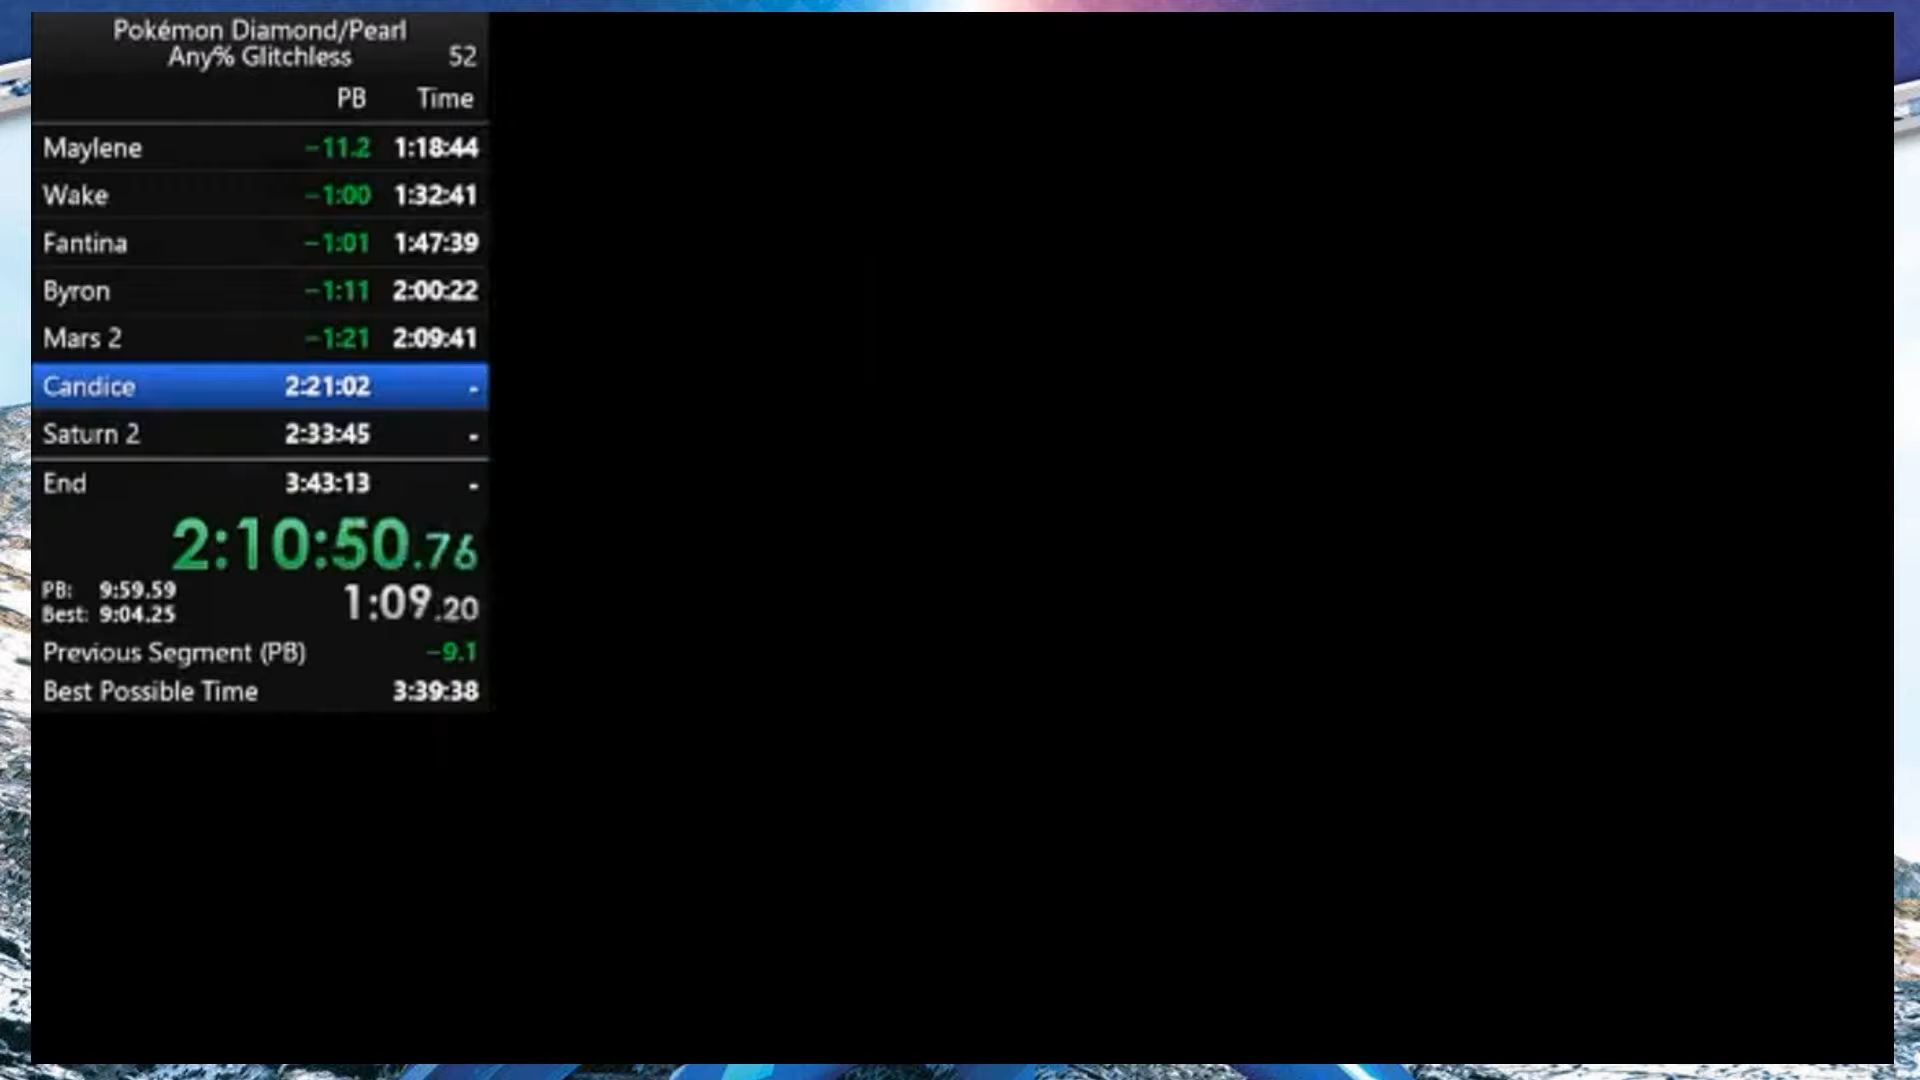 Pokémon Diamond/Pearl
Any% Glitchless 52
PB Time
Maylene -11.2 1:18:44
Wake -1:00 1:32:41
Fantina -1:01 1:47:39
Byron -1:11 2:00:22
Mars 2 -1:21 2:09:41
Candice 2:21:02 -
Saturn 2 2:33:45 -
End 3:43:13 -
2:10:50.76
PB: 9:59.59
Best: 9:04.25
1:09.20
Previous Segment (PB) -9.1
Best Possible Time 3:39:38